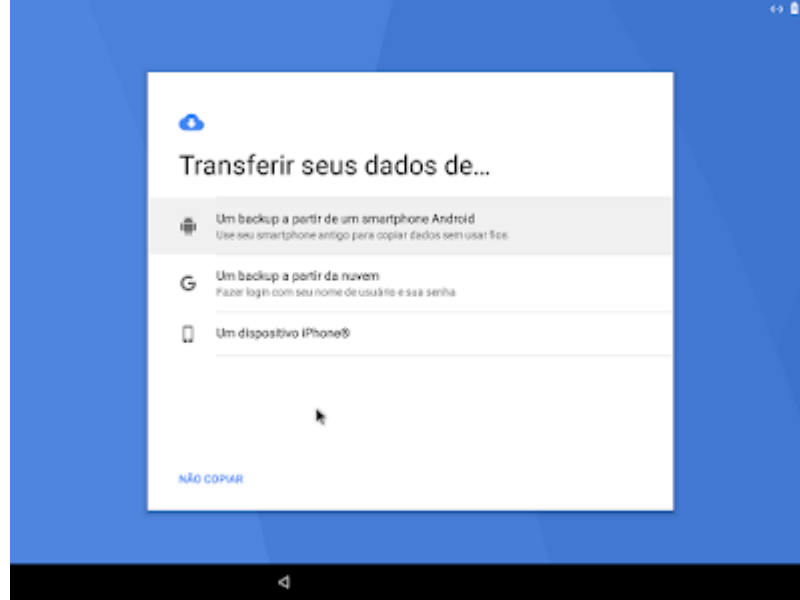 Transferir seus dados de...
Um backup a partir de um smartphone Android
Use seu smartphone antigo para copiar dados sem usar fios.
Um backup a partir da nuvem
Fazer login com seu nome de usuário e sua senha
Um dispositivo iPhone®
NÃO COPIAR